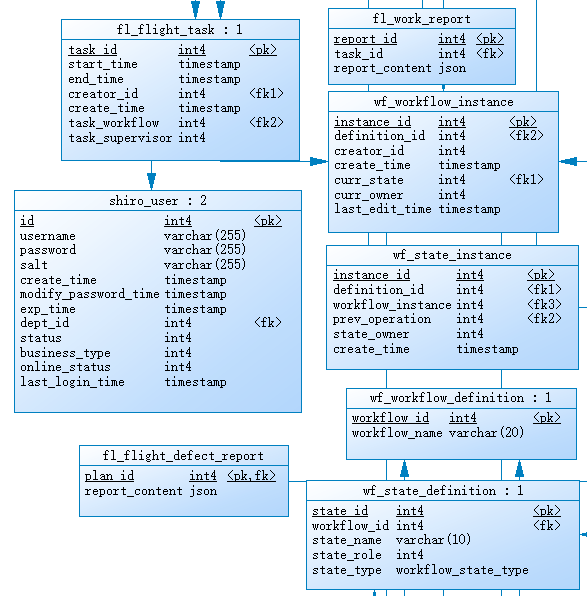 fl_flight_task : 1
task_id int4 <pk>
start_time timestamp
end_time timestamp
creator_id int4 <fk1>
create_time timestamp
task_workflow int4 <fk2>
task_supervisor int4
fl_work_report
report_id int4 <pk>
task_id int4 <fk>
report_content json
wf_workflow_instance
instance_id int4 <pk>
definition_id int4 <fk2>
creator_id int4
create_time timestamp
curr_state int4 <fk1>
curr_owner int4
last_edit_time timestamp
shiro_user : 2
id int4 <pk>
username varchar(255)
password varchar(255)
salt varchar(255)
create_time timestamp
modify_password_time timestamp
exp_time timestamp
dept_id int4 <fk>
status int4
business_type int4
online_status int4
last_login_time timestamp
wf_state_instance
instance_id int4 <pk>
definition_id int4 <fk1>
workflow_instance int4 <fk3>
prev_operation int4 <fk2>
state_owner int4
create_time timestamp
wf_workflow_definition : 1
workflow_id int4 <pk>
workflow_name varchar(20)
fl_flight_defect_report
plan_id int4 <pk,fk>
report_content json
wf_state_definition : 1
state_id int4 <pk>
workflow_id int4 <fk>
state_name varchar(10)
state_role int4
state_type workflow_state_type